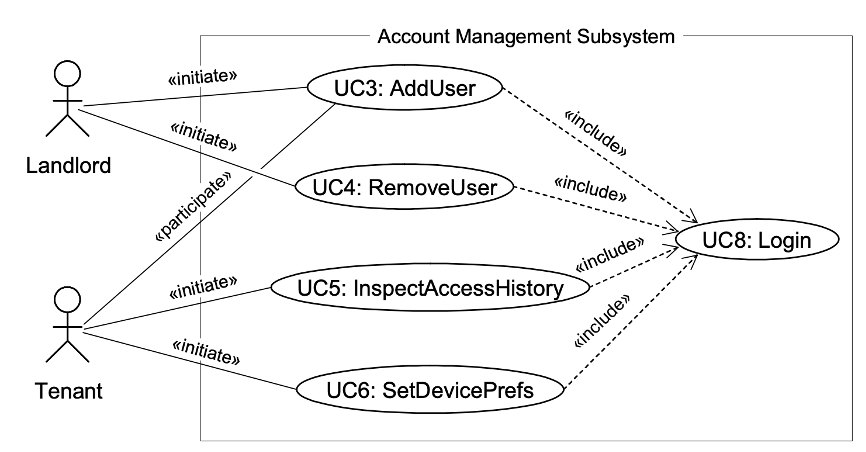 Account Management Subsystem
«initiate»
UC3: AddUser
«include»
Landlord
«initiate»
UC4: RemoveUser
«include»
«participate»
UC8: Login
«initiate»
UC5: InspectAccessHistory
«include»
Tenant
«initiate»
UC6: SetDevicePrefs
«include»